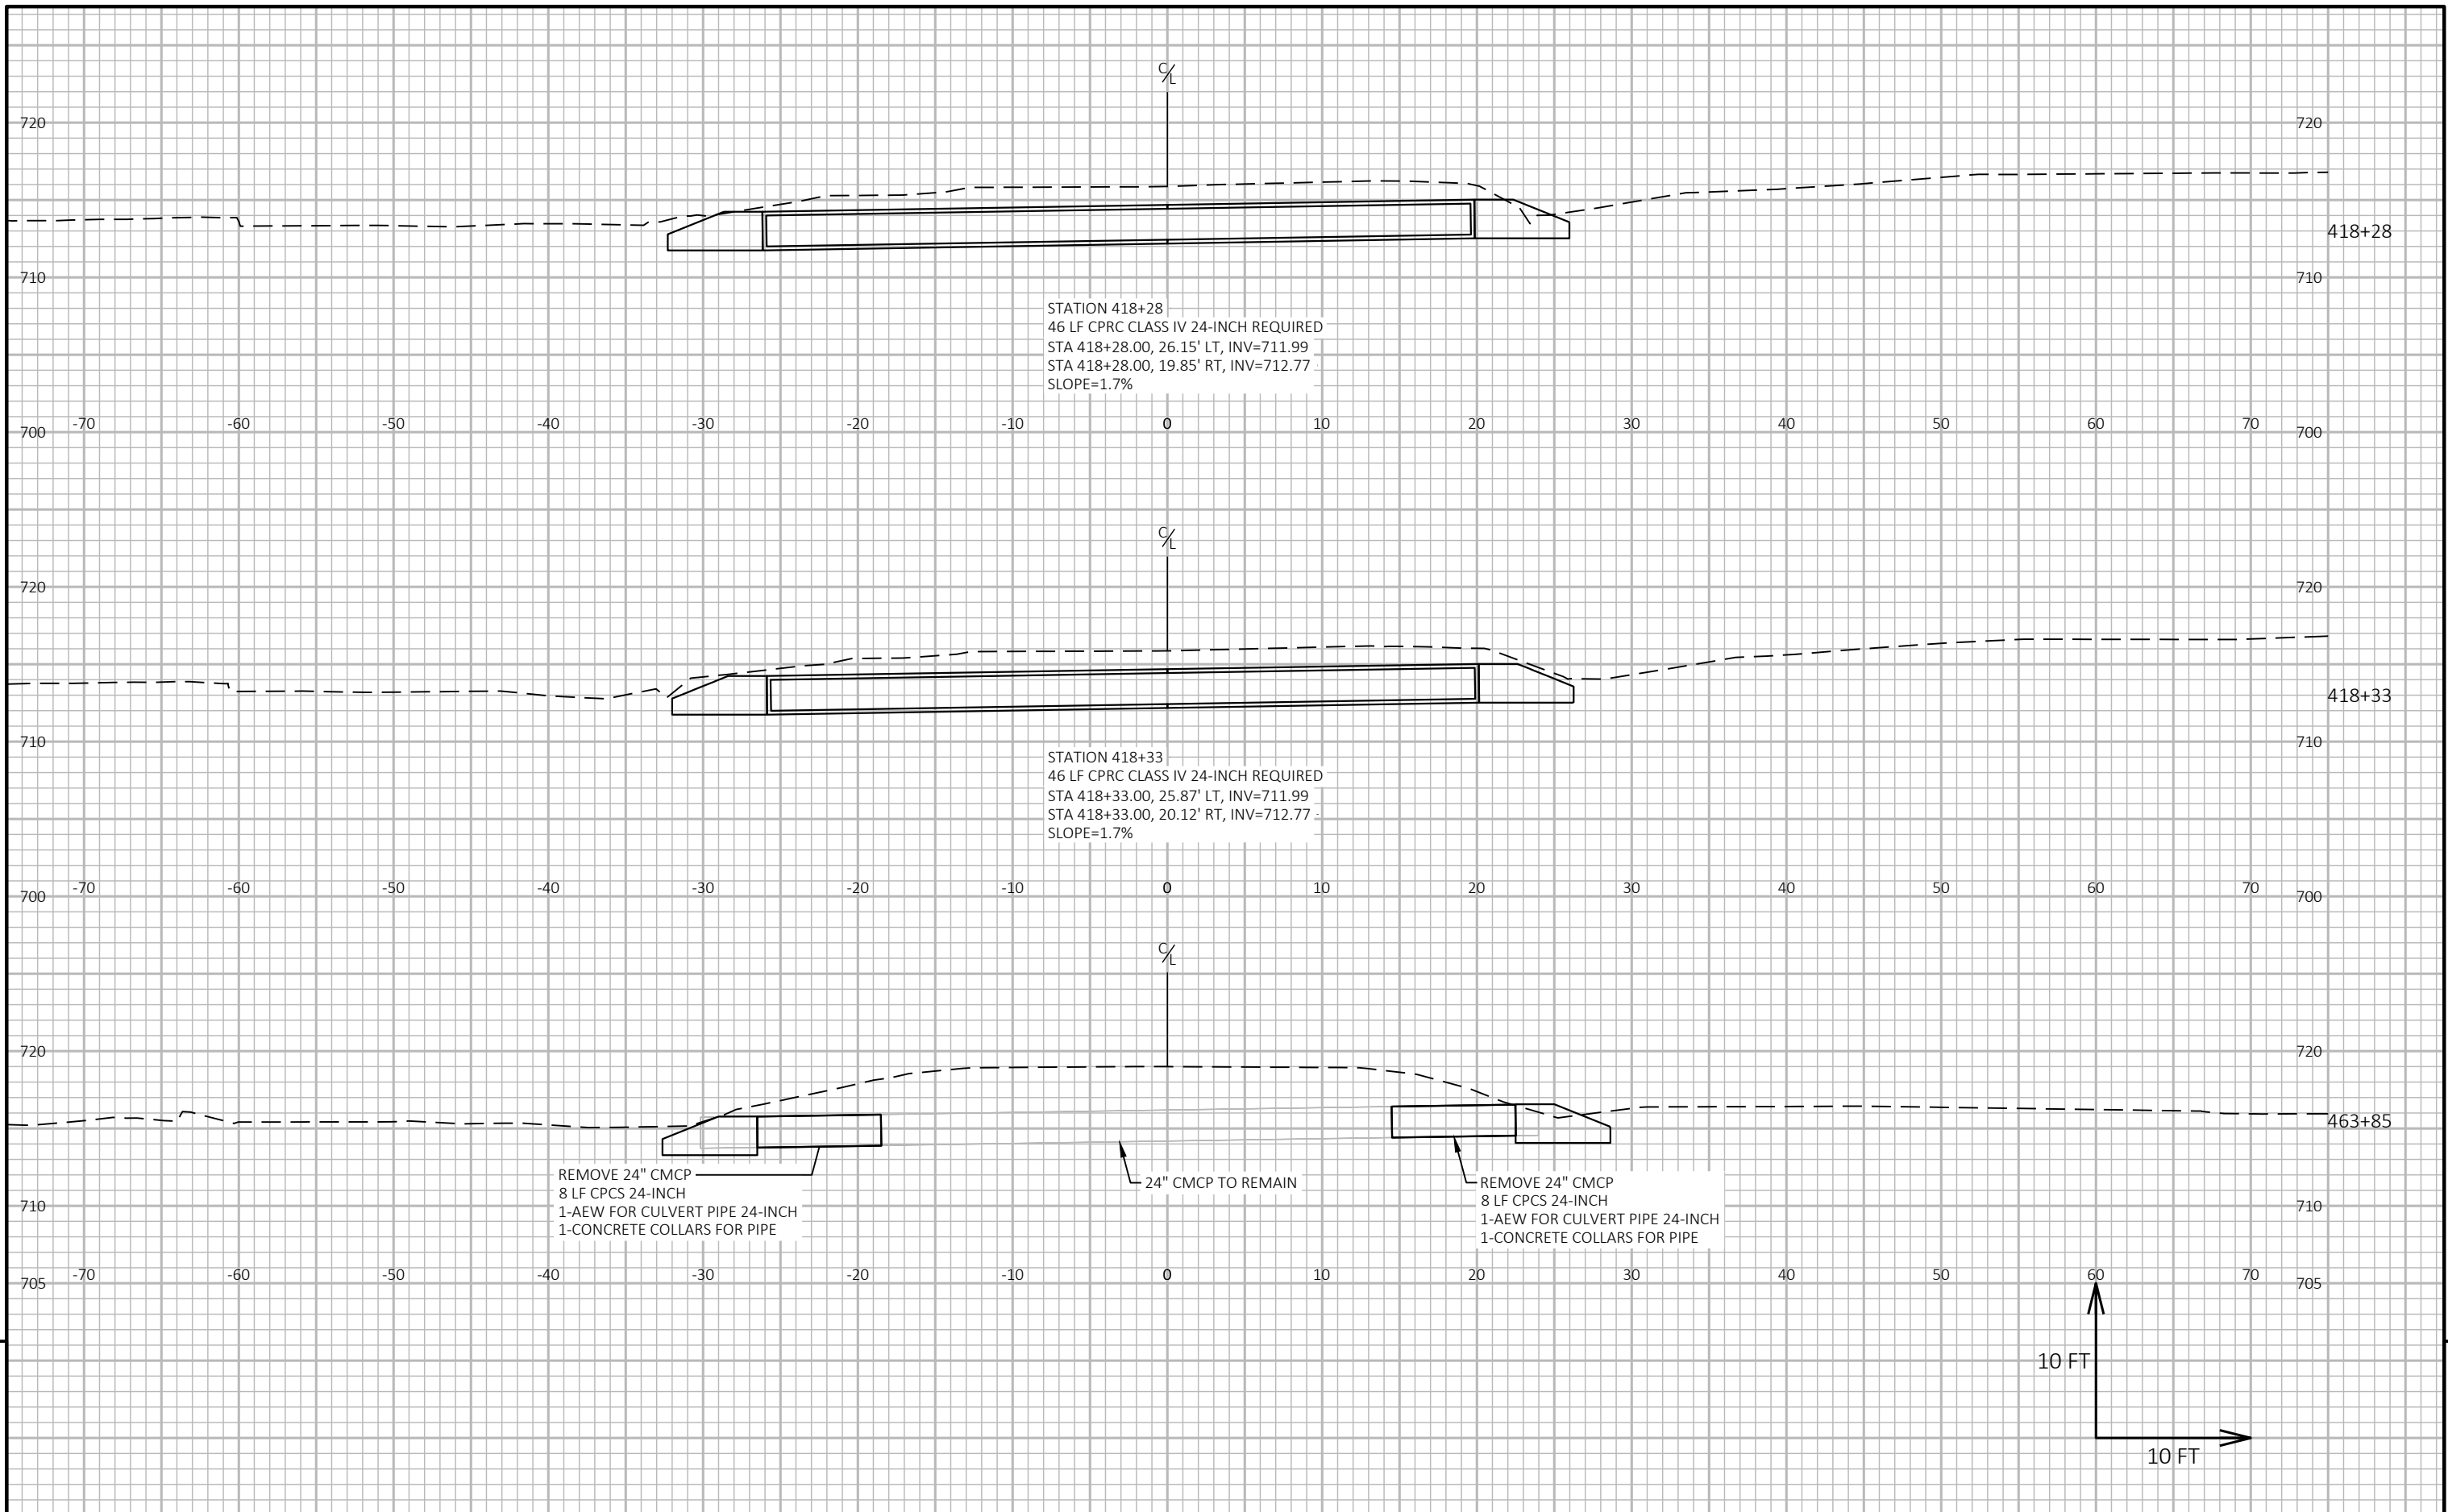 C/L
720 720
418+28
710 710
STATION 418+28
46 LF CPRC CLASS IV 24-INCH REQUIRED
STA 418+28.00, 26.15' LT, INV=711.99
STA 418+28.00, 19.85' RT, INV=712.77
SLOPE=1.7%
-70 -60 -50 -40 -30 -20 -10 0 10 20 30 40 50 60 70
700 700
C/L
720 720
418+33
710 710
STATION 418+33
46 LF CPRC CLASS IV 24-INCH REQUIRED
STA 418+33.00, 25.87' LT, INV=711.99
STA 418+33.00, 20.12' RT, INV=712.77
SLOPE=1.7%
-70 -60 -50 -40 -30 -20 -10 0 10 20 30 40 50 60 70
700 700
C/L
720 720
463+85
REMOVE 24" CMCP
8 LF CPCS 24-INCH
1-AEW FOR CULVERT PIPE 24-INCH
1-CONCRETE COLLARS FOR PIPE
24" CMCP TO REMAIN
REMOVE 24" CMCP
8 LF CPCS 24-INCH
1-AEW FOR CULVERT PIPE 24-INCH
1-CONCRETE COLLARS FOR PIPE
710 710
-70 -60 -50 -40 -30 -20 -10 0 10 20 30 40 50 60 70
705 705
10 FT
10 FT